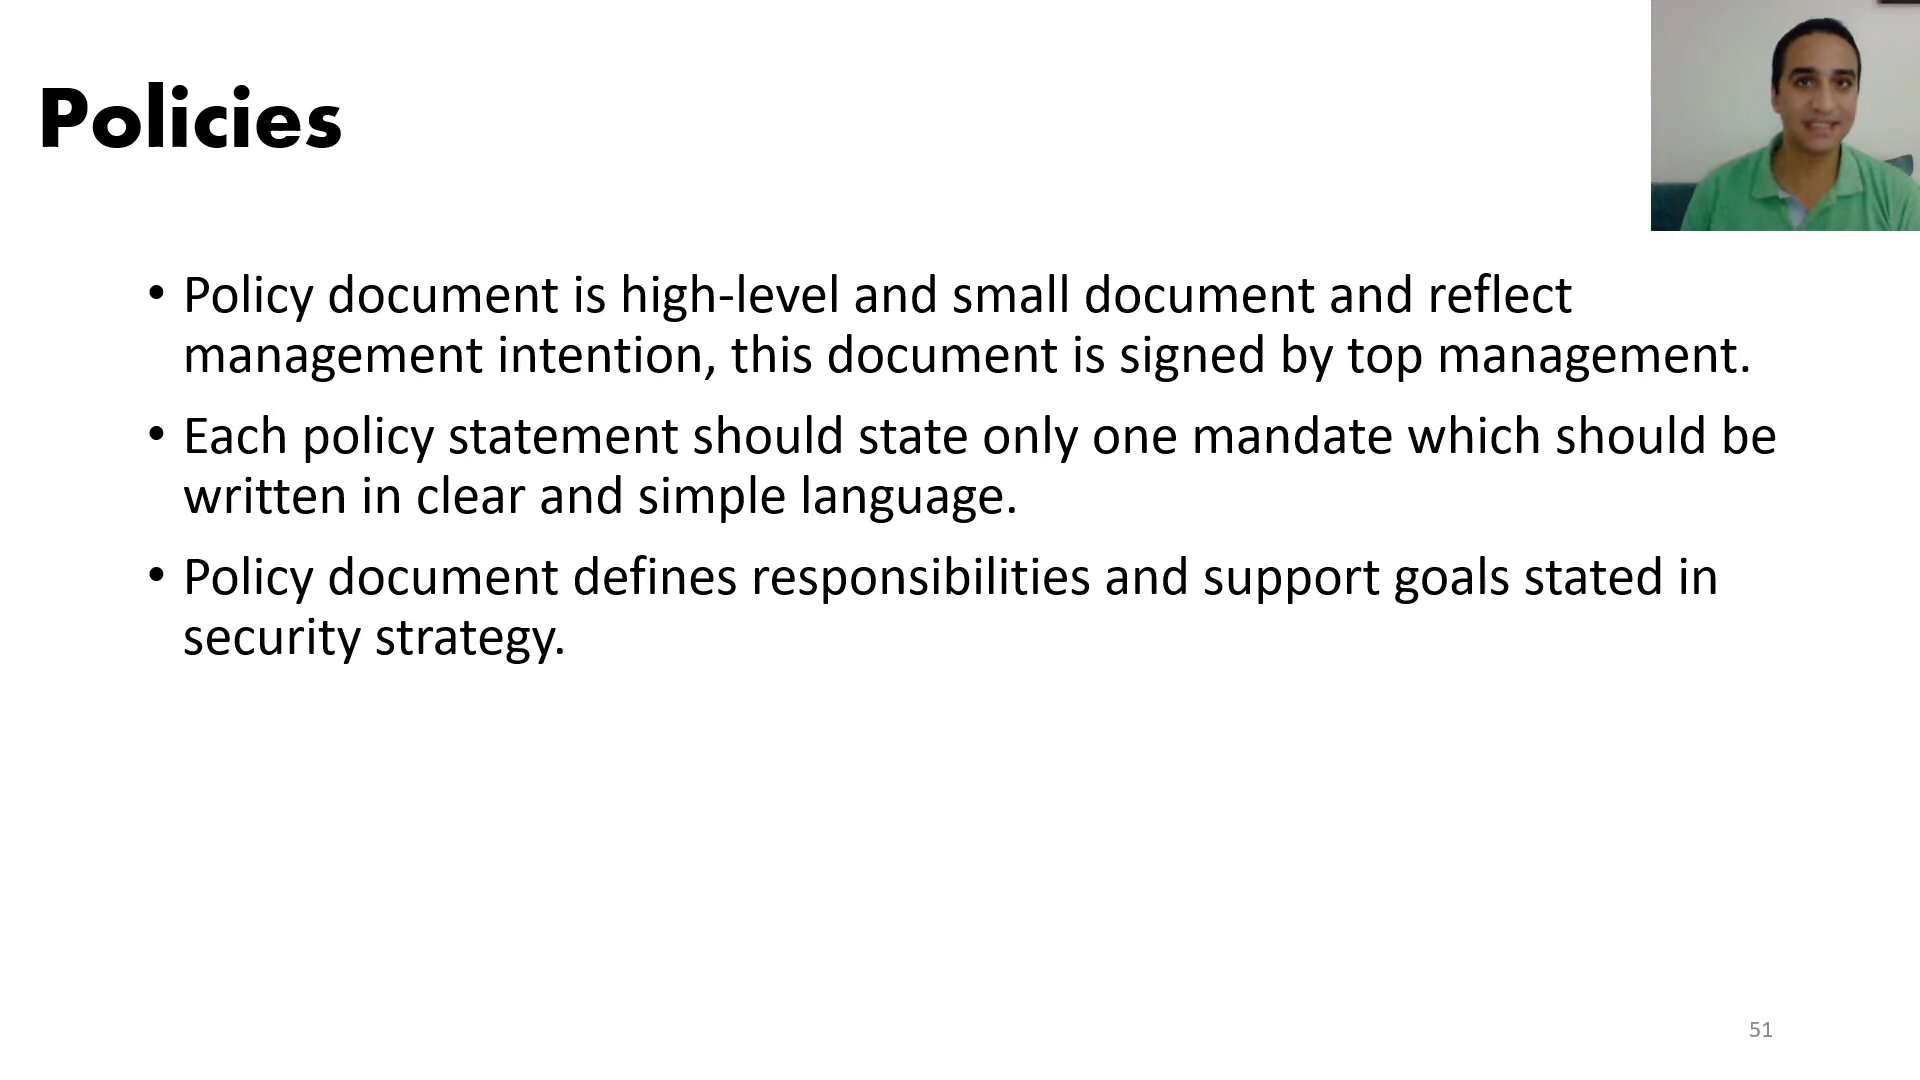 Policies
• Policy document is high-level and small document and reflect
management intention, this document is signed by top management.
• Each policy statement should state only one mandate which should be
written in clear and simple language.
• Policy document defines responsibilities and support goals stated in
security strategy.
51